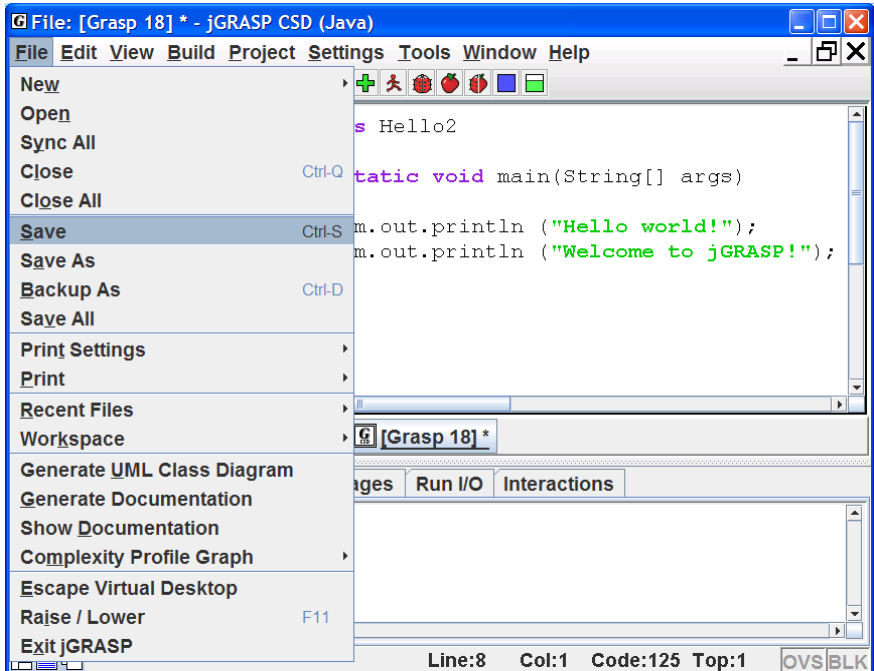 File: [Grasp 18] * - jGRASP CSD (Java)
File Edit View Build Project Settings Tools Window Help
New
Open
Sync All
Close Ctrl-Q
Close All
Save Ctrl-S
Save As
Backup As Ctrl-D
Save All
Print Settings
Print
Recent Files
Workspace
Generate UML Class Diagram
Generate Documentation
Show Documentation
Complexity Profile Graph
Escape Virtual Desktop
Raise / Lower F11
Exit jGRASP
s Hello2
tatic void main(String[] args)
m.out.println ("Hello world!");
m.out.println ("Welcome to jGRASP!");
[Grasp 18] *
ages Run I/O Interactions
Line:8 Col:1 Code:125 Top:1 OVS BLK